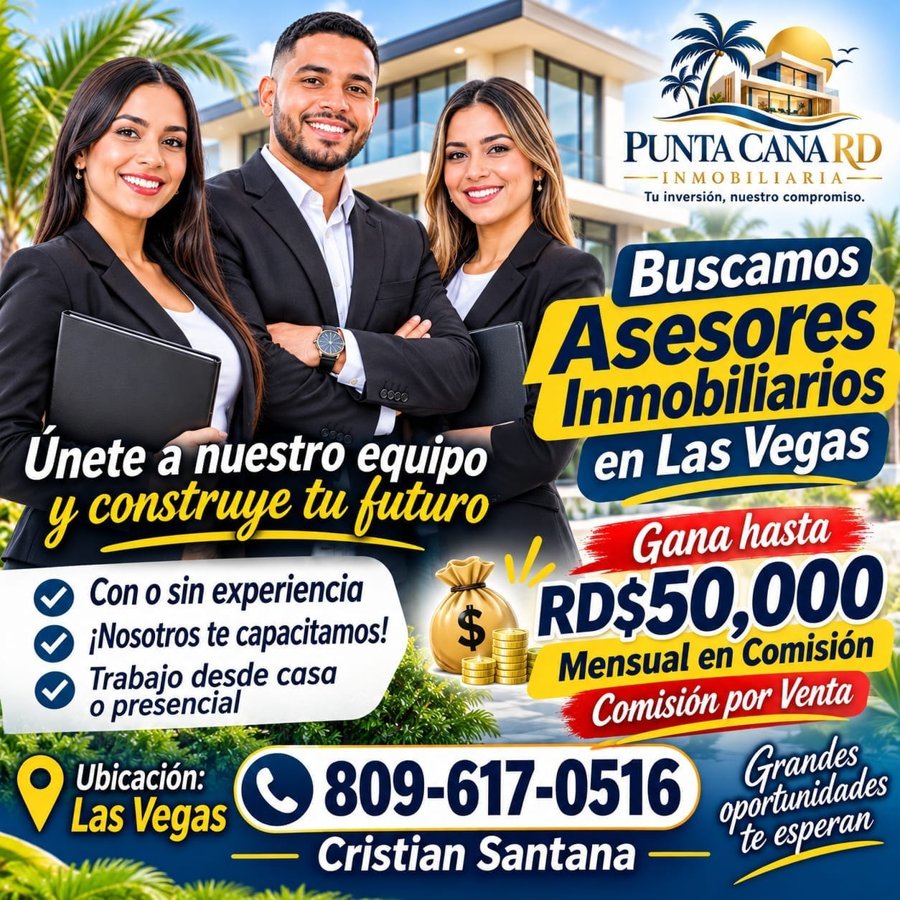 PUNTA CANA RD
INMOBILIARIA
Tu inversión, nuestro compromiso.
Buscamos
Asesores
Inmobiliarios
en Las Vegas
Únete a nuestro equipo
y construye tu futuro
Con o sin experiencia
¡Nosotros te capacitamos!
Trabajo desde casa
o presencial
$
Gana hasta
RD$50,000
Mensual en Comisión
Comisión por Venta
Ubicación:
Las Vegas
809-617-0516
Cristian Santana
Grandes
oportunidades
te esperan